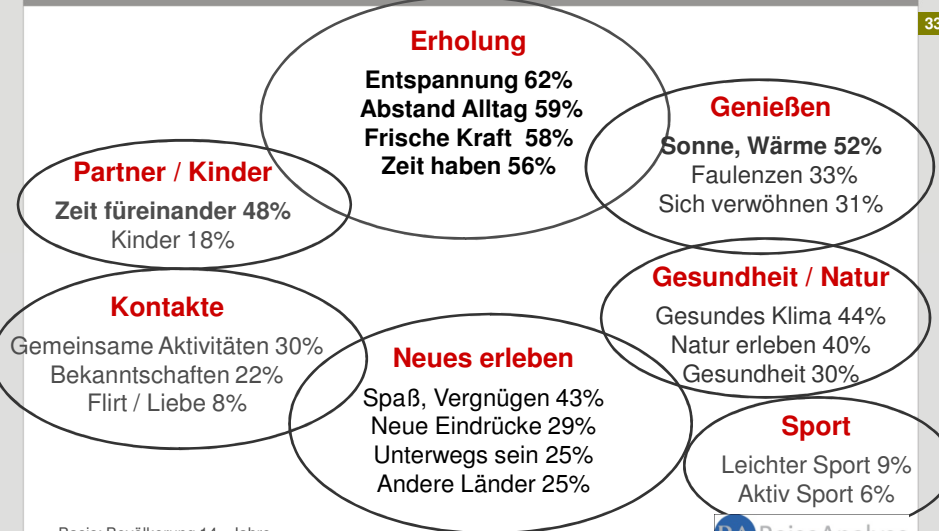 33
Erholung
Entspannung 62%
Abstand Alltag 59%
Frische Kraft 58%
Zeit haben 56%
Genießen
Sonne, Wärme 52%
Faulenzen 33%
Sich verwöhnen 31%
Partner / Kinder
Zeit füreinander 48%
Kinder 18%
Gesundheit / Natur
Gesundes Klima 44%
Natur erleben 40%
Gesundheit 30%
Kontakte
Gemeinsame Aktivitäten 30%
Bekanntschaften 22%
Flirt / Liebe 8%
Neues erleben
Spaß, Vergnügen 43%
Neue Eindrücke 29%
Unterwegs sein 25%
Andere Länder 25%
Sport
Leichter Sport 9%
Aktiv Sport 6%